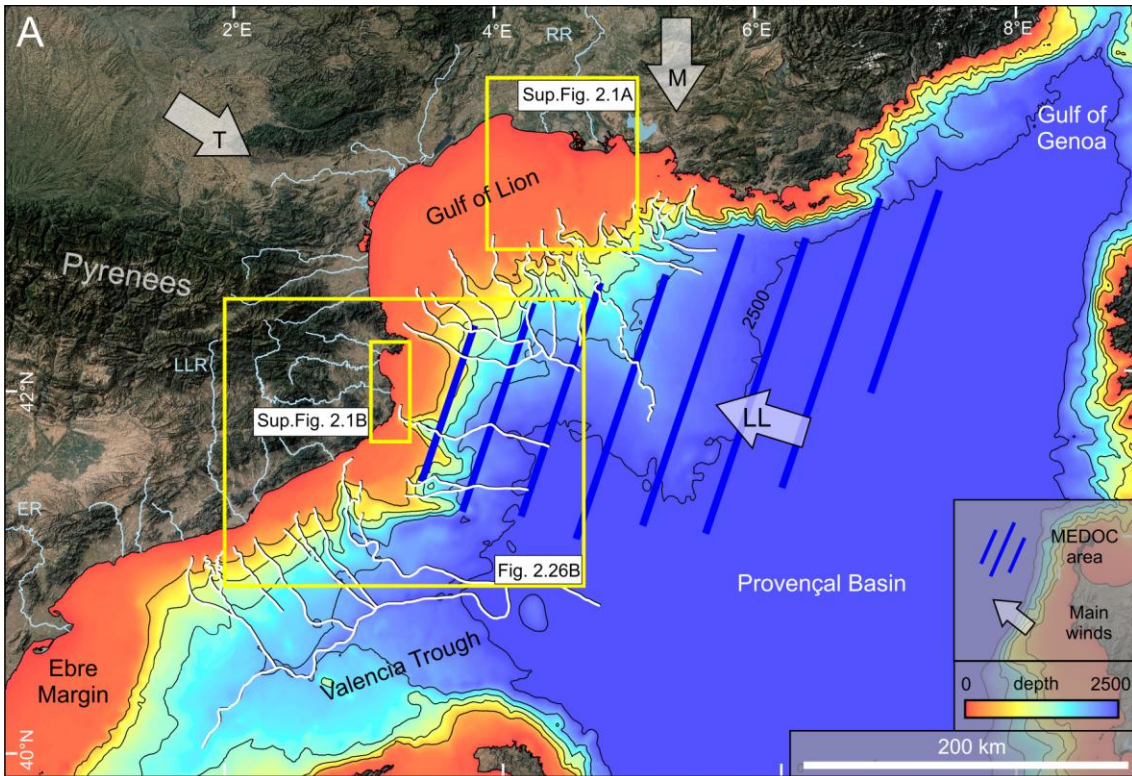 A
2°E
4°E
6°E
8°E
RR
M
Sup.Fig. 2.1A
T
Gulf of
Genoa
Gulf of Lion
Pyrenees
2500
LLR
42°N
Sup.Fig. 2.1B
LL
ER
MEDOC
area
Fig. 2.26B
Provençal Basin
Main
winds
Ebre
Margin
Valencia Trough
0 depth 2500
40°N
200 km